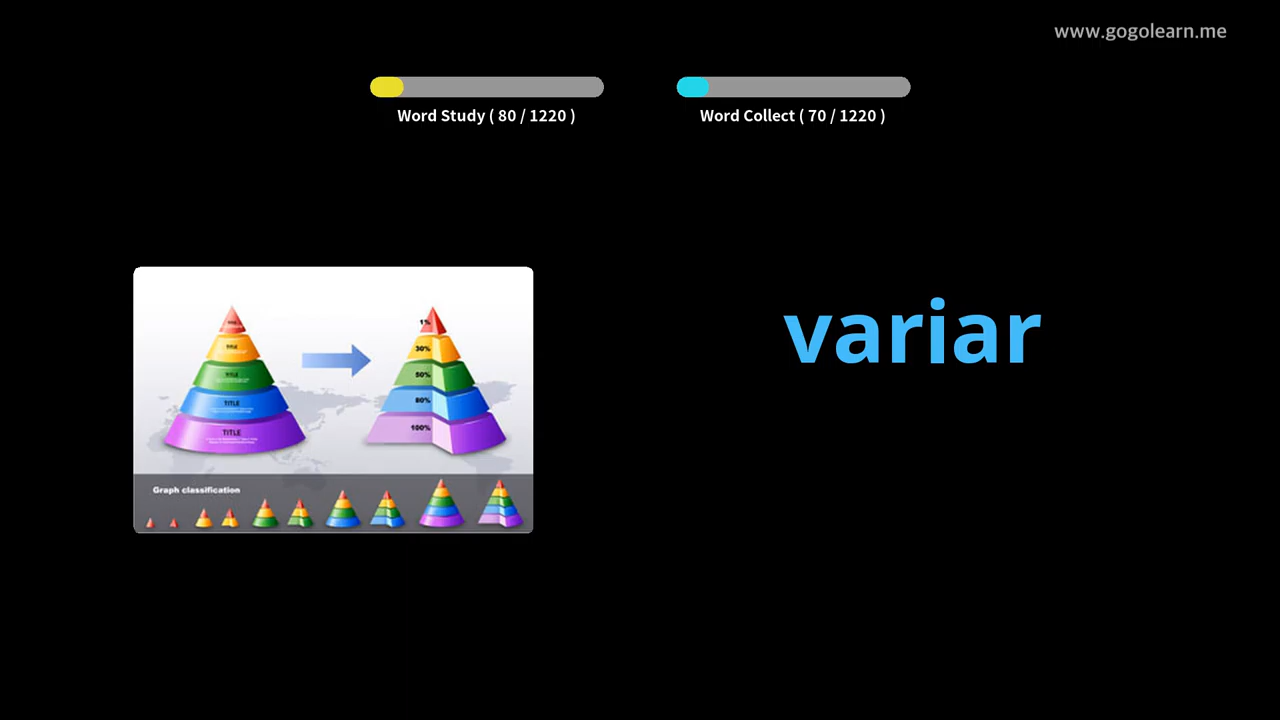 www.gogolearn.me
Word Study ( 80 / 1220 )
Word Collect ( 70 / 1220 )
variar
TITLE
TITLE
TITLE
TITLE
1%
30%
50%
80%
100%
Graph classification